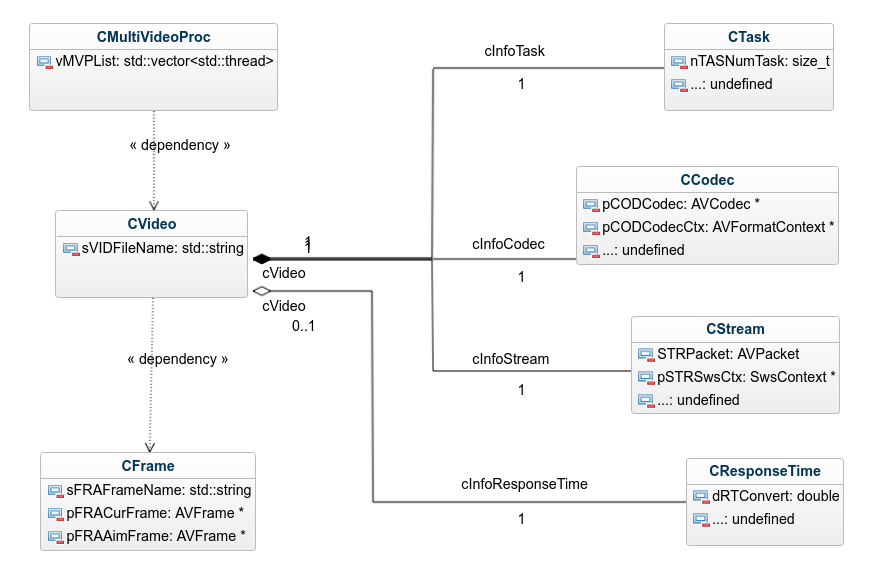 CMultiVideoProc
vMVPList: std::vector<std::thread>
« dependency »
CVideo
sVIDFileName: std::string
« dependency »
CFrame
sFRAFrameName: std::string
pFRACurFrame: AVFrame *
pFRAAimFrame: AVFrame *
1
cVideo
cVideo
0..1
cInfoTask
1
CTask
nTASNumTask: size_t
...: undefined
cInfoCodec
1
CCodec
pCODCodec: AVCodec *
pCODCodecCtx: AVFormatContext *
...: undefined
cInfoStream
1
CStream
STRPacket: AVPacket
pSTRSwsCtx: SwsContext *
...: undefined
cInfoResponseTime
1
CResponseTime
dRTConvert: double
...: undefined